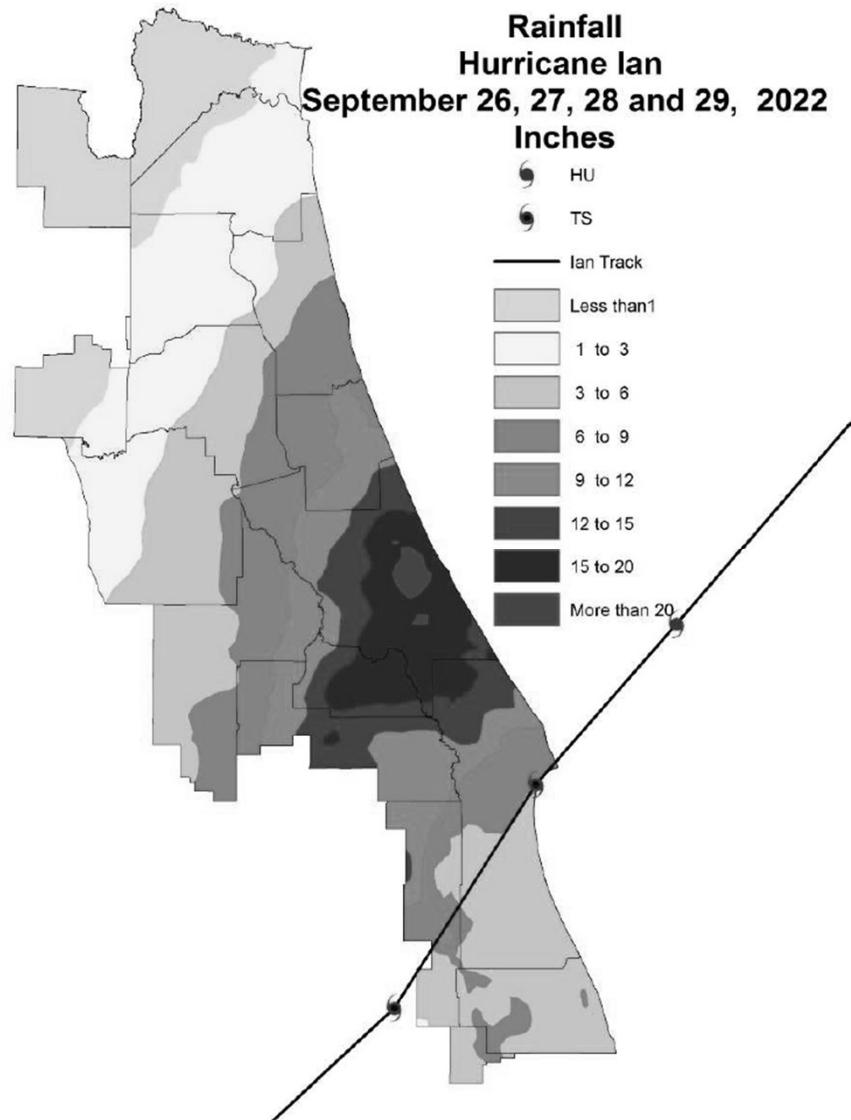 Rainfall
Hurricane Ian
September 26, 27, 28 and 29, 2022
Inches
HU
TS
Ian Track
Less than1
1 to 3
3 to 6
6 to 9
9 to 12
12 to 15
15 to 20
More than 20